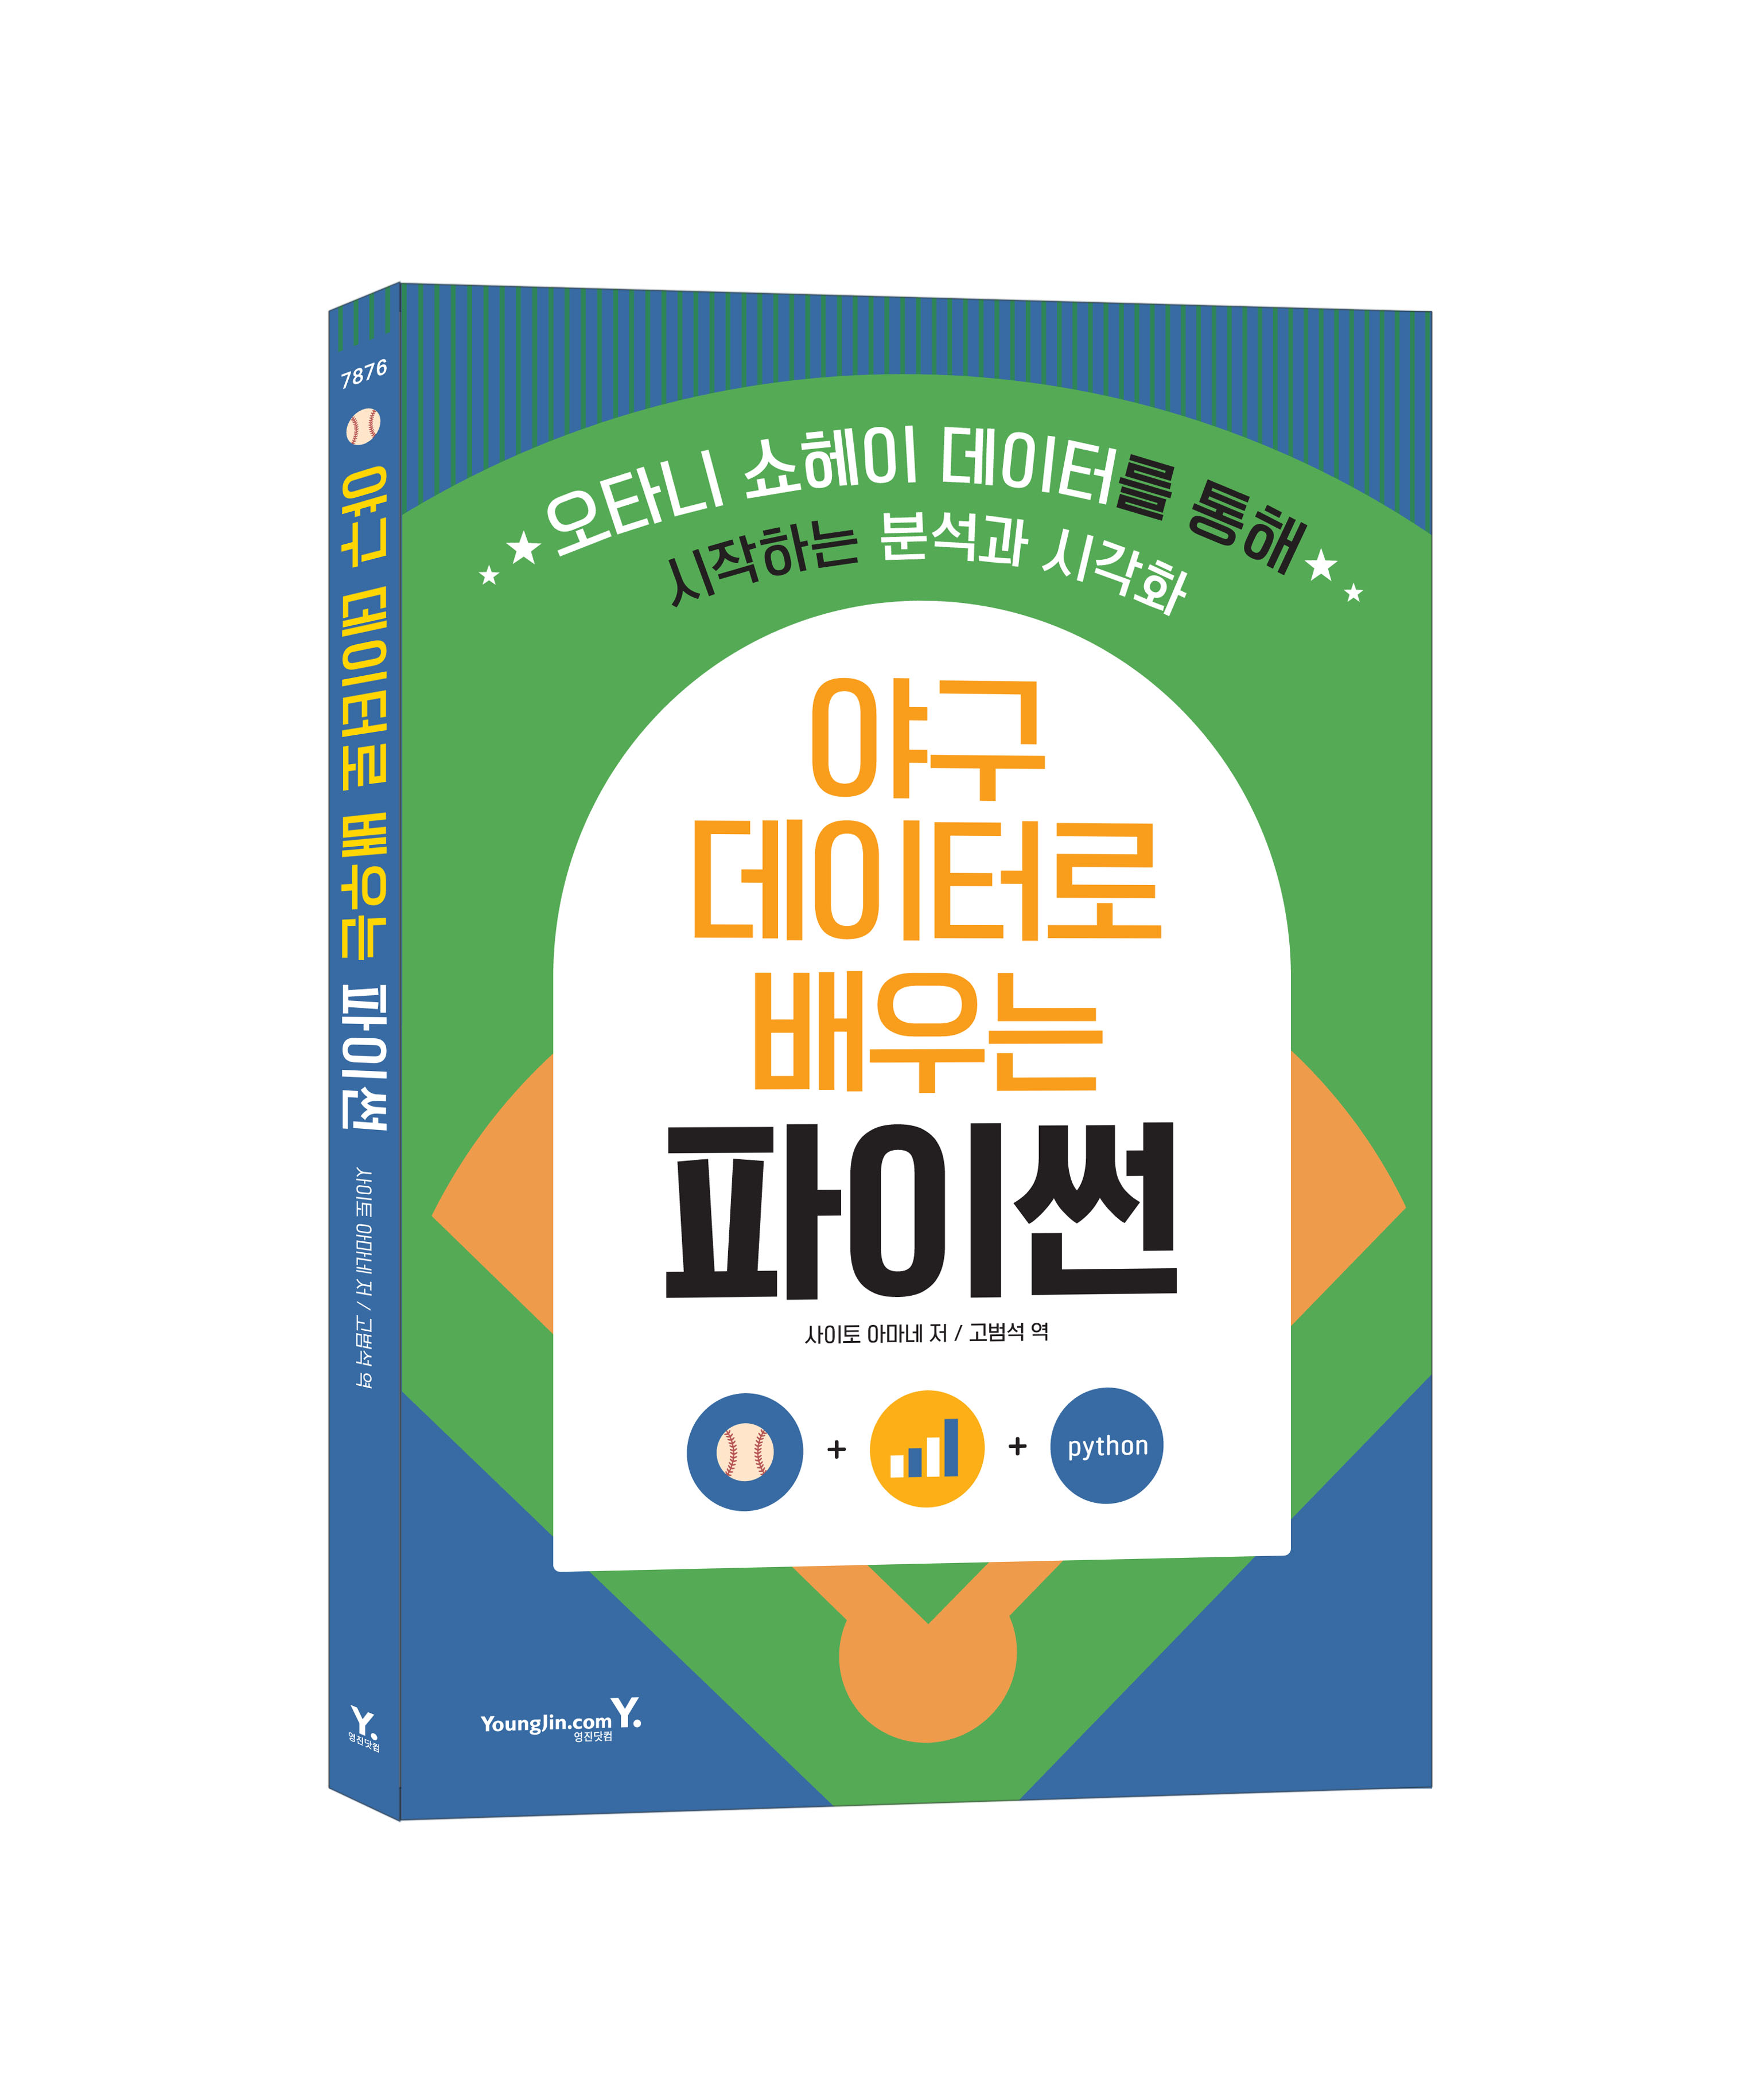 7876
야구 데이터로 배우는 파이썬
사이토 아마네 저 / 고범석 역
Y.
영진닷컴
오타니 쇼헤이 데이터를 통해
시작하는 분석과 시각화
야구
데이터로
배우는
파이썬
사이토 아마네 저 / 고범석 역
+ + python
YoungJin.com Y.
영진닷컴